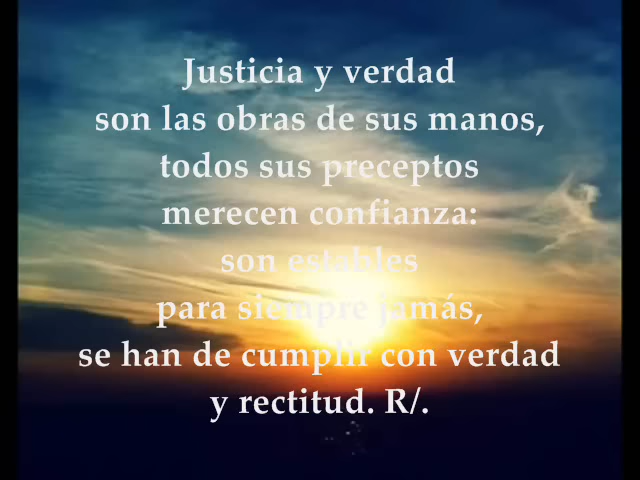 Justicia y verdad
son las obras de sus manos,
todos sus preceptos
merecen confianza:
son estables
para siempre jamás,
se han de cumplir con verdad
y rectitud. R/.